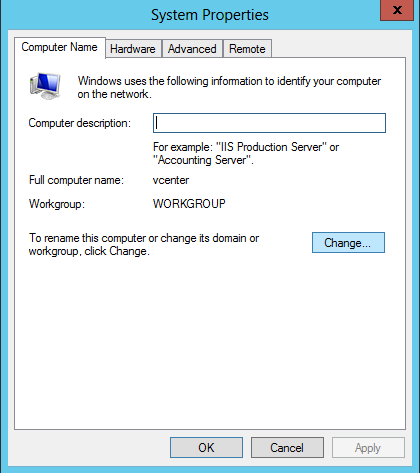 System Properties
x
Computer Name Hardware Advanced Remote
Windows uses the following information to identify your computer
on the network.
Computer description:
For example: "IIS Production Server" or
"Accounting Server".
Full computer name: vcenter
Workgroup: WORKGROUP
To rename this computer or change its domain or
workgroup, click Change.
Change...
OK Cancel Apply